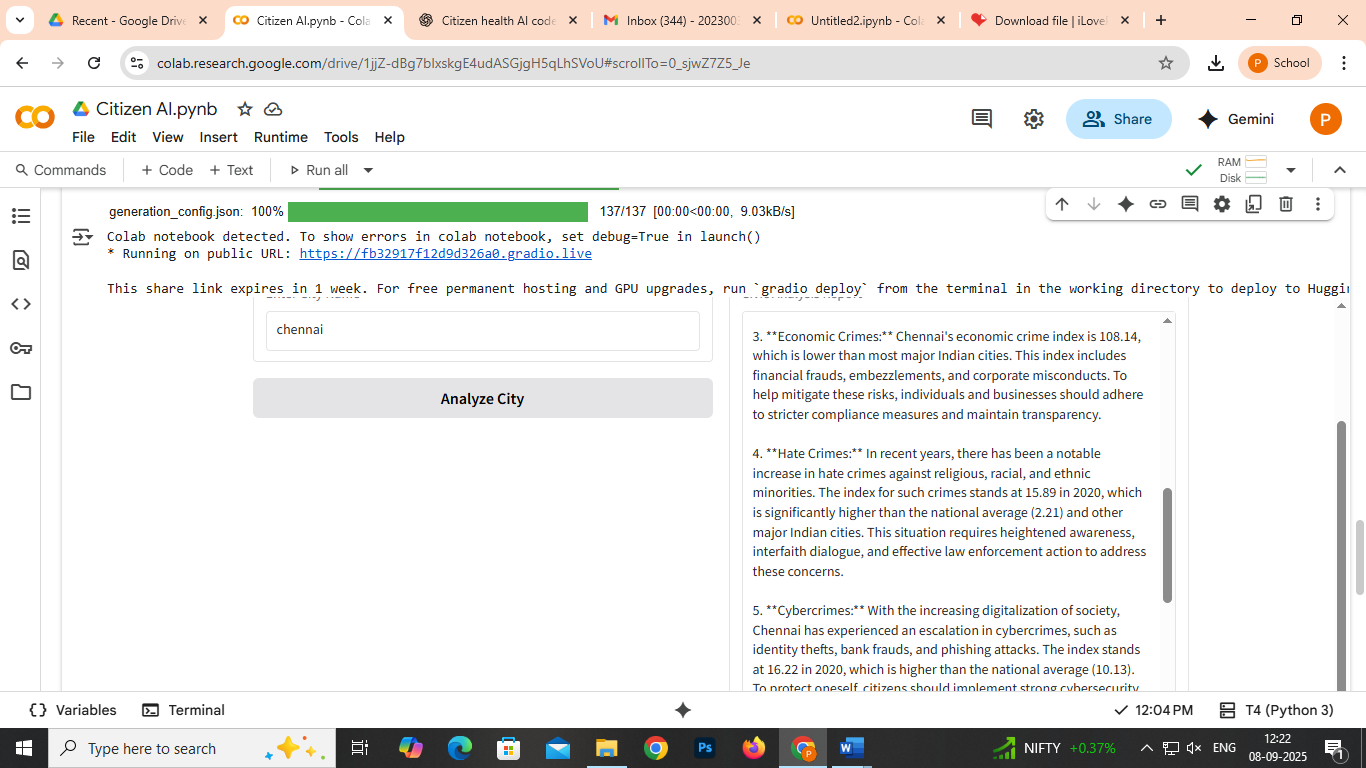 Recent - Google Drive
Citizen AI.pynb - Cola
Citizen health AI code
Inbox (344) - 2023003
Untitled2.ipynb - Cola
Download file | iLove
colab.research.google.com/drive/1jjZ-dBg7blxskgE4udASGjgH5qLhSVoU#scrollTo=0_sjwZ7Z5_Je
P School
Citizen AI.pynb
File Edit View Insert Runtime Tools Help
Share
Gemini
P
Commands + Code + Text Run all
RAM
Disk
generation_config.json: 100% 137/137 [00:00<00:00, 9.03kB/s]
Colab notebook detected. To show errors in colab notebook, set debug=True in launch()
* Running on public URL: https://fb32917f12d9d326a0.gradio.live
This share link expires in 1 week. For free permanent hosting and GPU upgrades, run `gradio deploy` from the terminal in the working directory to deploy to Huggin
chennai
Analyze City
3. **Economic Crimes:** Chennai's economic crime index is 108.14,
which is lower than most major Indian cities. This index includes
financial frauds, embezzlements, and corporate misconducts. To
help mitigate these risks, individuals and businesses should adhere
to stricter compliance measures and maintain transparency.
4. **Hate Crimes:** In recent years, there has been a notable
increase in hate crimes against religious, racial, and ethnic
minorities. The index for such crimes stands at 15.89 in 2020, which
is significantly higher than the national average (2.21) and other
major Indian cities. This situation requires heightened awareness,
interfaith dialogue, and effective law enforcement action to address
these concerns.
5. **Cybercrimes:** With the increasing digitalization of society,
Chennai has experienced an escalation in cybercrimes, such as
identity thefts, bank frauds, and phishing attacks. The index stands
at 16.22 in 2020, which is higher than the national average (10.13).
To protect oneself, citizens should implement strong cybersecurity
Variables
Terminal
12:04 PM
T4 (Python 3)
Type here to search
Ps
P
W
NIFTY +0.37%
ENG
12:22
08-09-2025
1